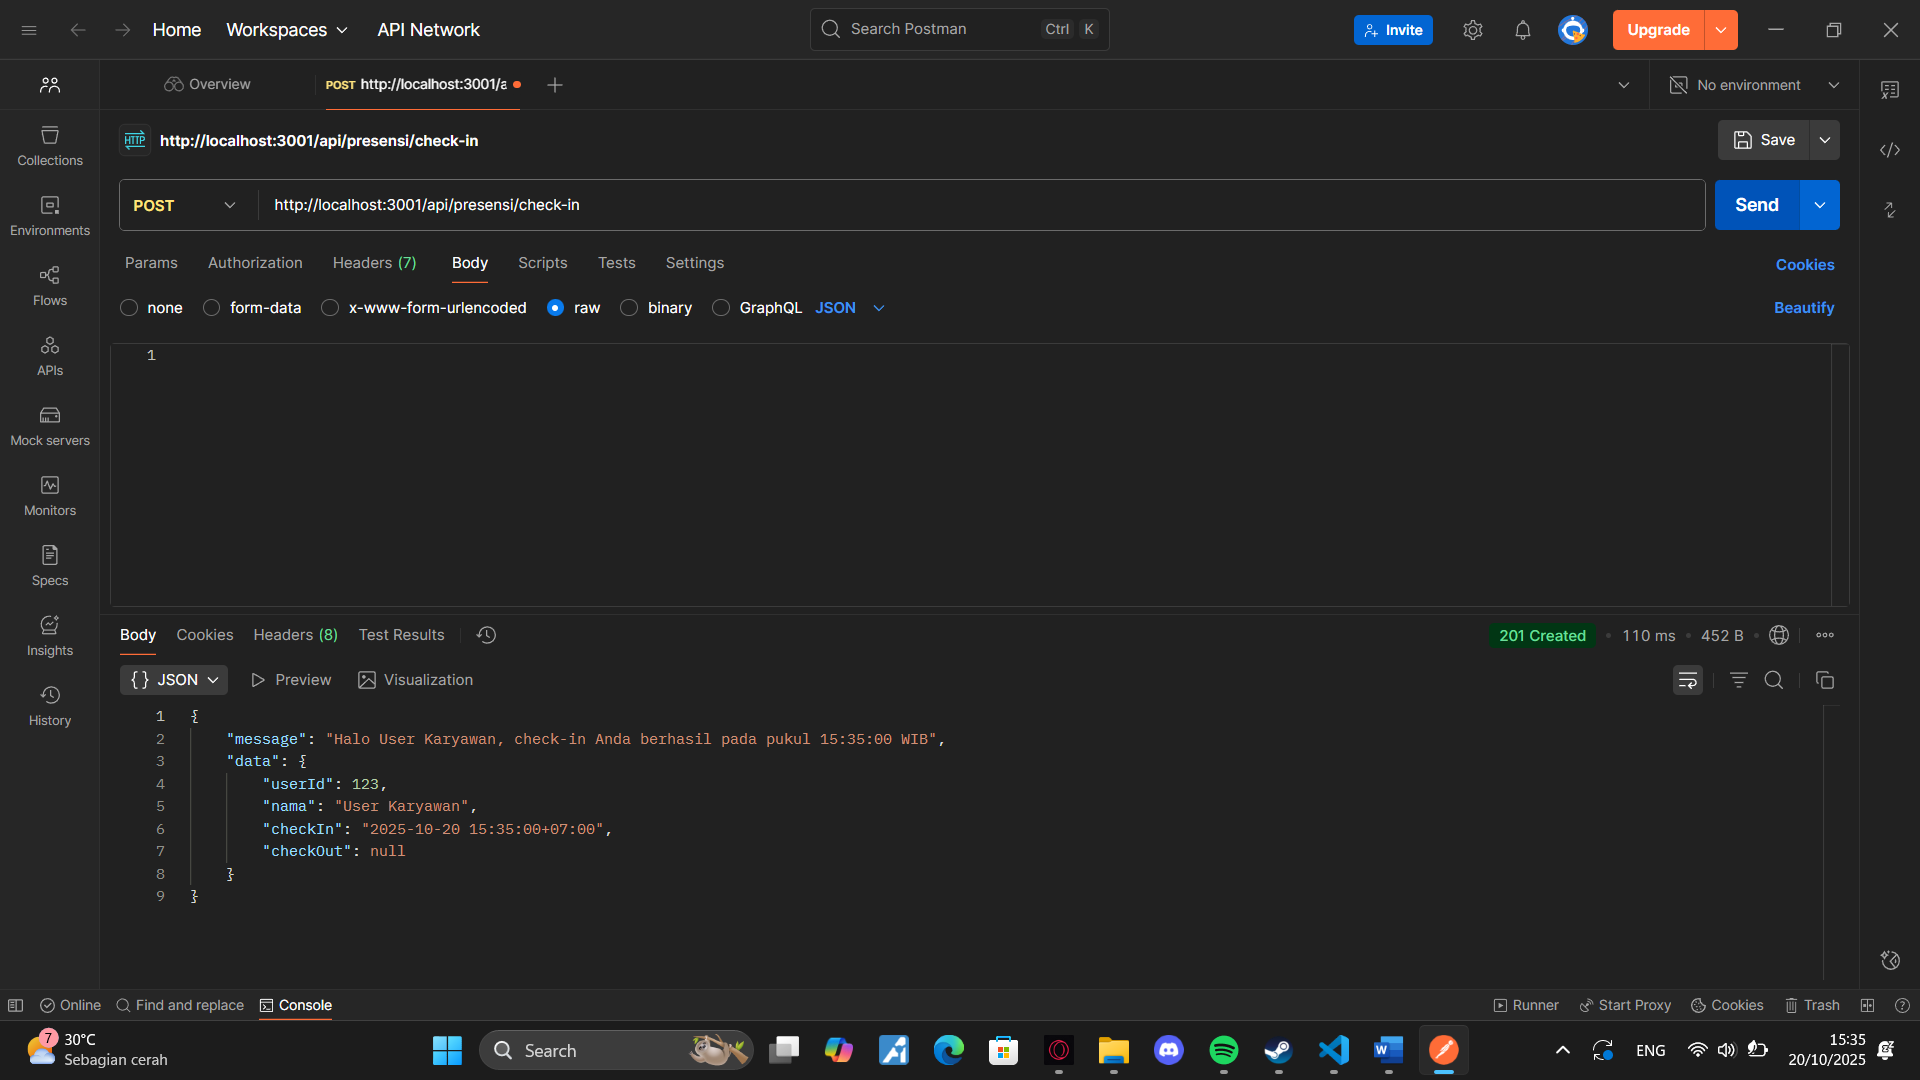 Home Workspaces API Network Search Postman Ctrl K Invite Upgrade
Overview POST http://localhost:3001/a No environment
HTTP http://localhost:3001/api/presensi/check-in Save
POST http://localhost:3001/api/presensi/check-in Send
Params Authorization Headers (7) Body Scripts Tests Settings Cookies
none form-data x-www-form-urlencoded raw binary GraphQL JSON Beautify
1
Collections
Environments
Flows
APIs
Mock servers
Monitors
Specs
Insights
History
Body Cookies Headers (8) Test Results 201 Created 110 ms 452 B
{} JSON Preview Visualization
1 {
2 "message": "Halo User Karyawan, check-in Anda berhasil pada pukul 15:35:00 WIB",
3 "data": {
4 "userId": 123,
5 "nama": "User Karyawan",
6 "checkIn": "2025-10-20 15:35:00+07:00",
7 "checkOut": null
8 }
9 }
Online Find and replace Console Runner Start Proxy Cookies Trash
7 30°C
Sebagian cerah
Search
ENG
15:35
20/10/2025